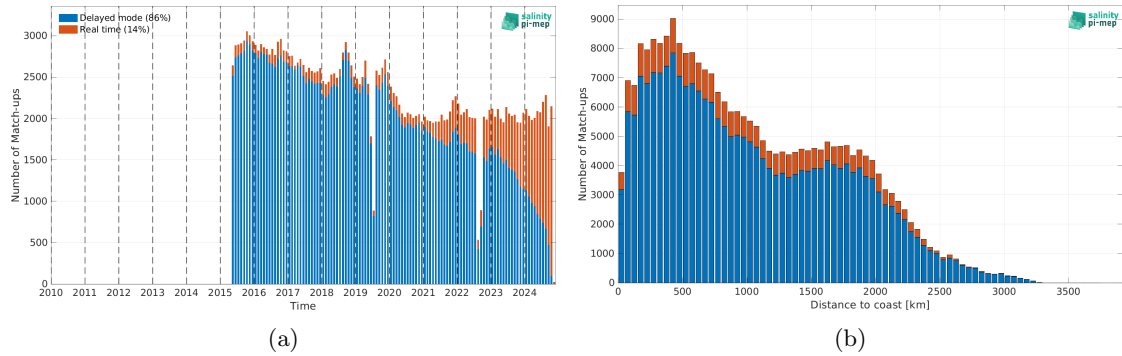 Delayed mode (86%)
Real time (14%)
salinity
pi-mep
Number of Match-ups
3000
2500
2000
1500
1000
500
0
2010 2011 2012 2013 2014 2015 2016 2017 2018 2019 2020 2021 2022 2023 2024
Time
(a)
salinity
pi-mep
Number of Match-ups
9000
8000
7000
6000
5000
4000
3000
2000
1000
0
0 500 1000 1500 2000 2500 3000 3500
Distance to coast [km]
(b)